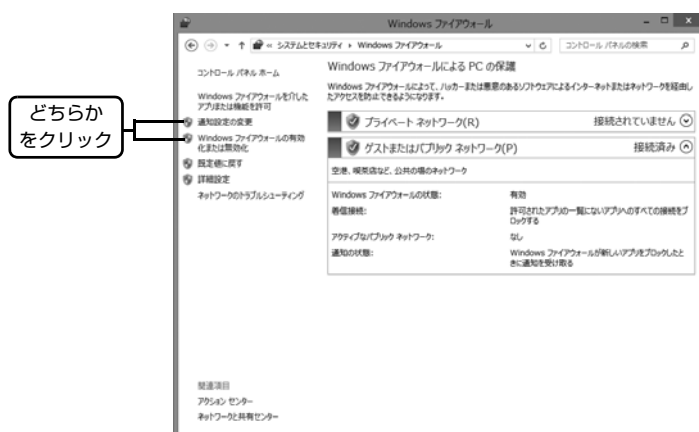 Windows ファイアウォール
システムとセキュリティ ▸ Windows ファイアウォール
コントロール パネルの検索
コントロール パネル ホーム
Windows ファイアウォールを介した
アプリまたは機能を許可
通知設定の変更
Windows ファイアウォールの有効
化または無効化
既定値に戻す
詳細設定
ネットワークのトラブルシューティング
どちらか
をクリック
Windows ファイアウォールによる PC の保護
Windows ファイアウォールによって、ハッカーまたは悪意のあるソフトウェアによるインターネットまたはネットワークを経由し
たアクセスを防止できるようになります。
プライベート ネットワーク(R) 接続されていません
ゲストまたはパブリック ネットワーク(P) 接続済み
空港、喫茶店など、公共の場のネットワーク
Windows ファイアウォールの状態: 有効
着信接続: 許可されたアプリの一覧にないアプリへのすべての接続をブ
ロックする
アクティブなパブリック ネットワーク: なし
通知の状態: Windows ファイアウォールが新しいアプリをブロックしたと
きに通知を受け取る
関連項目
アクション センター
ネットワークと共有センター